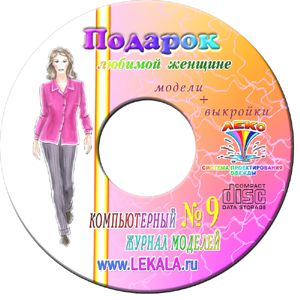 Подарок
любимой женщине
модели
+
выкройки
ЛЕКО
СИСТЕМА ПРОЕКТИРОВАНИЯ
ОДЕЖДЫ
COMPACT
disc
DATA STORAGE
КОМПЬЮТЕРНЫЙ № 9
ЖУРНАЛ МОДЕЛЕЙ
www.LEKALA.ru